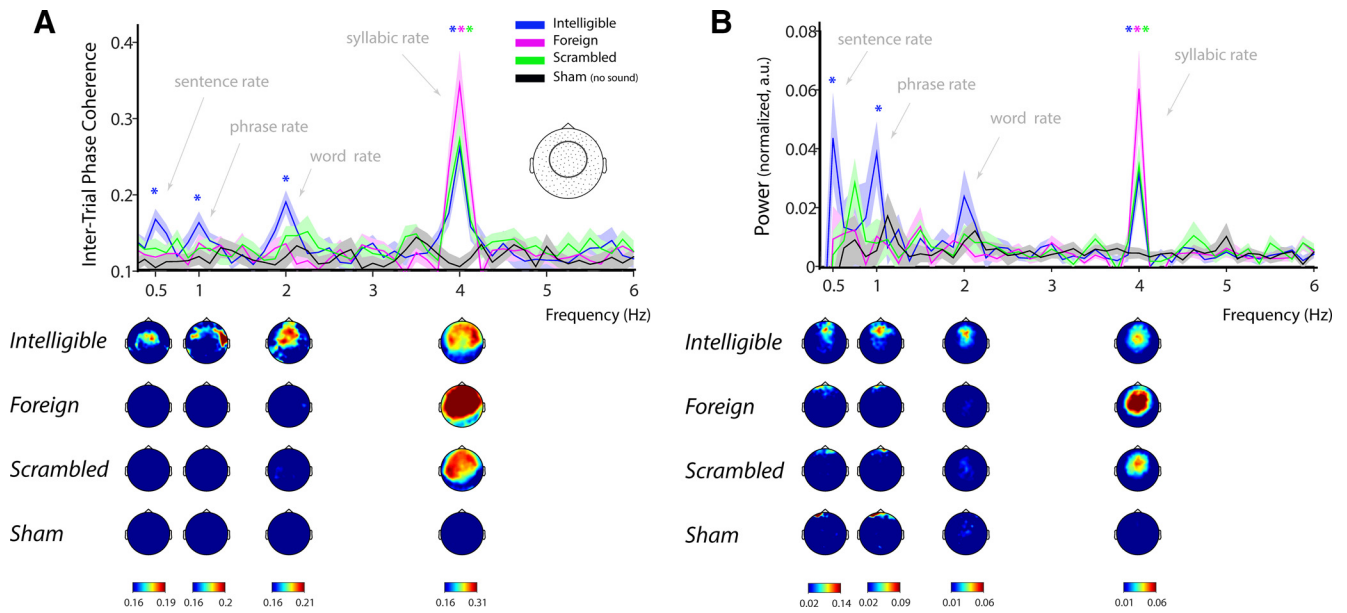 A
Intelligible
Foreign
Scrambled
Sham (no sound)
* * *
syllabic rate
sentence rate
phrase rate
word rate
*
*
*
Inter-Trial Phase Coherence
0.4
0.3
0.2
0.1
0.5 1 2 3 4 5 6
Frequency (Hz)
Intelligible
Foreign
Scrambled
Sham
0.16 0.19 0.16 0.2 0.16 0.21 0.16 0.31
B
* * *
sentence rate
phrase rate
word rate
syllabic rate
*
*
Power (normalized, a.u.)
0.08
0.06
0.04
0.02
0
0.5 1 2 3 4 5 6
Frequency (Hz)
Intelligible
Foreign
Scrambled
Sham
0.02 0.14 0.02 0.09 0.01 0.06 0.01 0.06